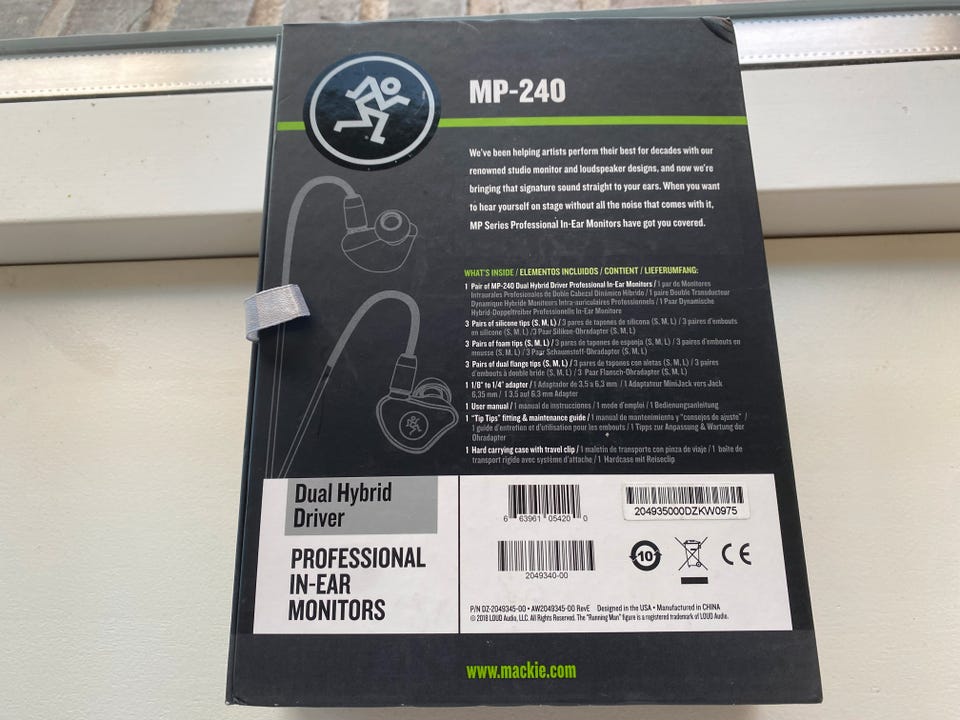 MP-240
We've been helping artists perform their best for decades with our
renowned studio monitor and loudspeaker designs, and now we're
bringing that signature sound straight to your ears. When you want
to hear yourself on stage without all the noise that comes with it,
MP Series Professional In-Ear Monitors have got you covered.
WHAT'S INSIDE / ELEMENTOS INCLUIDOS / CONTIENT / LIEFERUMFANG:
1 Pair of MP-240 Dual Hybrid Driver Professional In-Ear Monitors / 1 par de Monitores
Intraurales Profesionales de Doble Cabezal Dinámico Híbrido / 1 paire Double Transducteur
Dynamique Hybride Moniteurs Intra-auriculaires Professionnels / 1 Paar Dynamische
Hybrid-Doppeltreiber Professionells In-Ear Monitore
3 Pairs of silicone tips (S, M, L) / 3 pares de tapones de silicona (S, M, L) / 3 paires d'embouts
en silicone (S, M, L) /3 Paar Silikon-Ohradapter (S, M, L)
3 Pairs of foam tips (S, M, L) / 3 pares de tapones de esponja (S, M, L) / 3 paires d'embouts en
mousse (S, M, L) / 3 Paar Schaumstoff-Ohradapter (S, M, L)
3 Pairs of dual flange tips (S, M, L) / 3 pares de tapones con aletas (S, M, L) / 3 paires
d'embouts à double bride (S, M, L) / 3 Paar Flansch-Ohradapter (S, M, L)
1 1/8" to 1/4" adapter / 1 Adaptador de 3,5 a 6,3 mm / 1 Adaptateur MiniJack vers Jack
6,35 mm / 1 3,5 auf 6,3 mm Adapter
1 User manual / 1 manual de instrucciones / 1 mode d'emploi / 1 Bedienungsanleitung
1 "Tip Tips" fitting & maintenance guide / 1 manual de mantenimiento y "consejos de ajuste" /
1 guide d'entretien et d'utilisation pour les embouts / 1 Tipps zur Anpassung & Wartung der
Ohradapter
1 Hard carrying case with travel clip / 1 maletín de transporte con pinza de viaje / 1 boîte de
transport rigide avec système d'attache / 1 Hardcase mit Reiseclip
Dual Hybrid
Driver
PROFESSIONAL
IN-EAR
MONITORS
6 63961 05420 0
204935000DZKW0975
2049340-00
10
CE
P/N DZ-2049345-00 • AW2049345-00 RevE Designed in the USA • Manufactured in CHINA
© 2018 LOUD Audio, LLC. All Rights Reserved. The "Running Man" figure is a registered trademark of LOUD Audio.
www.mackie.com